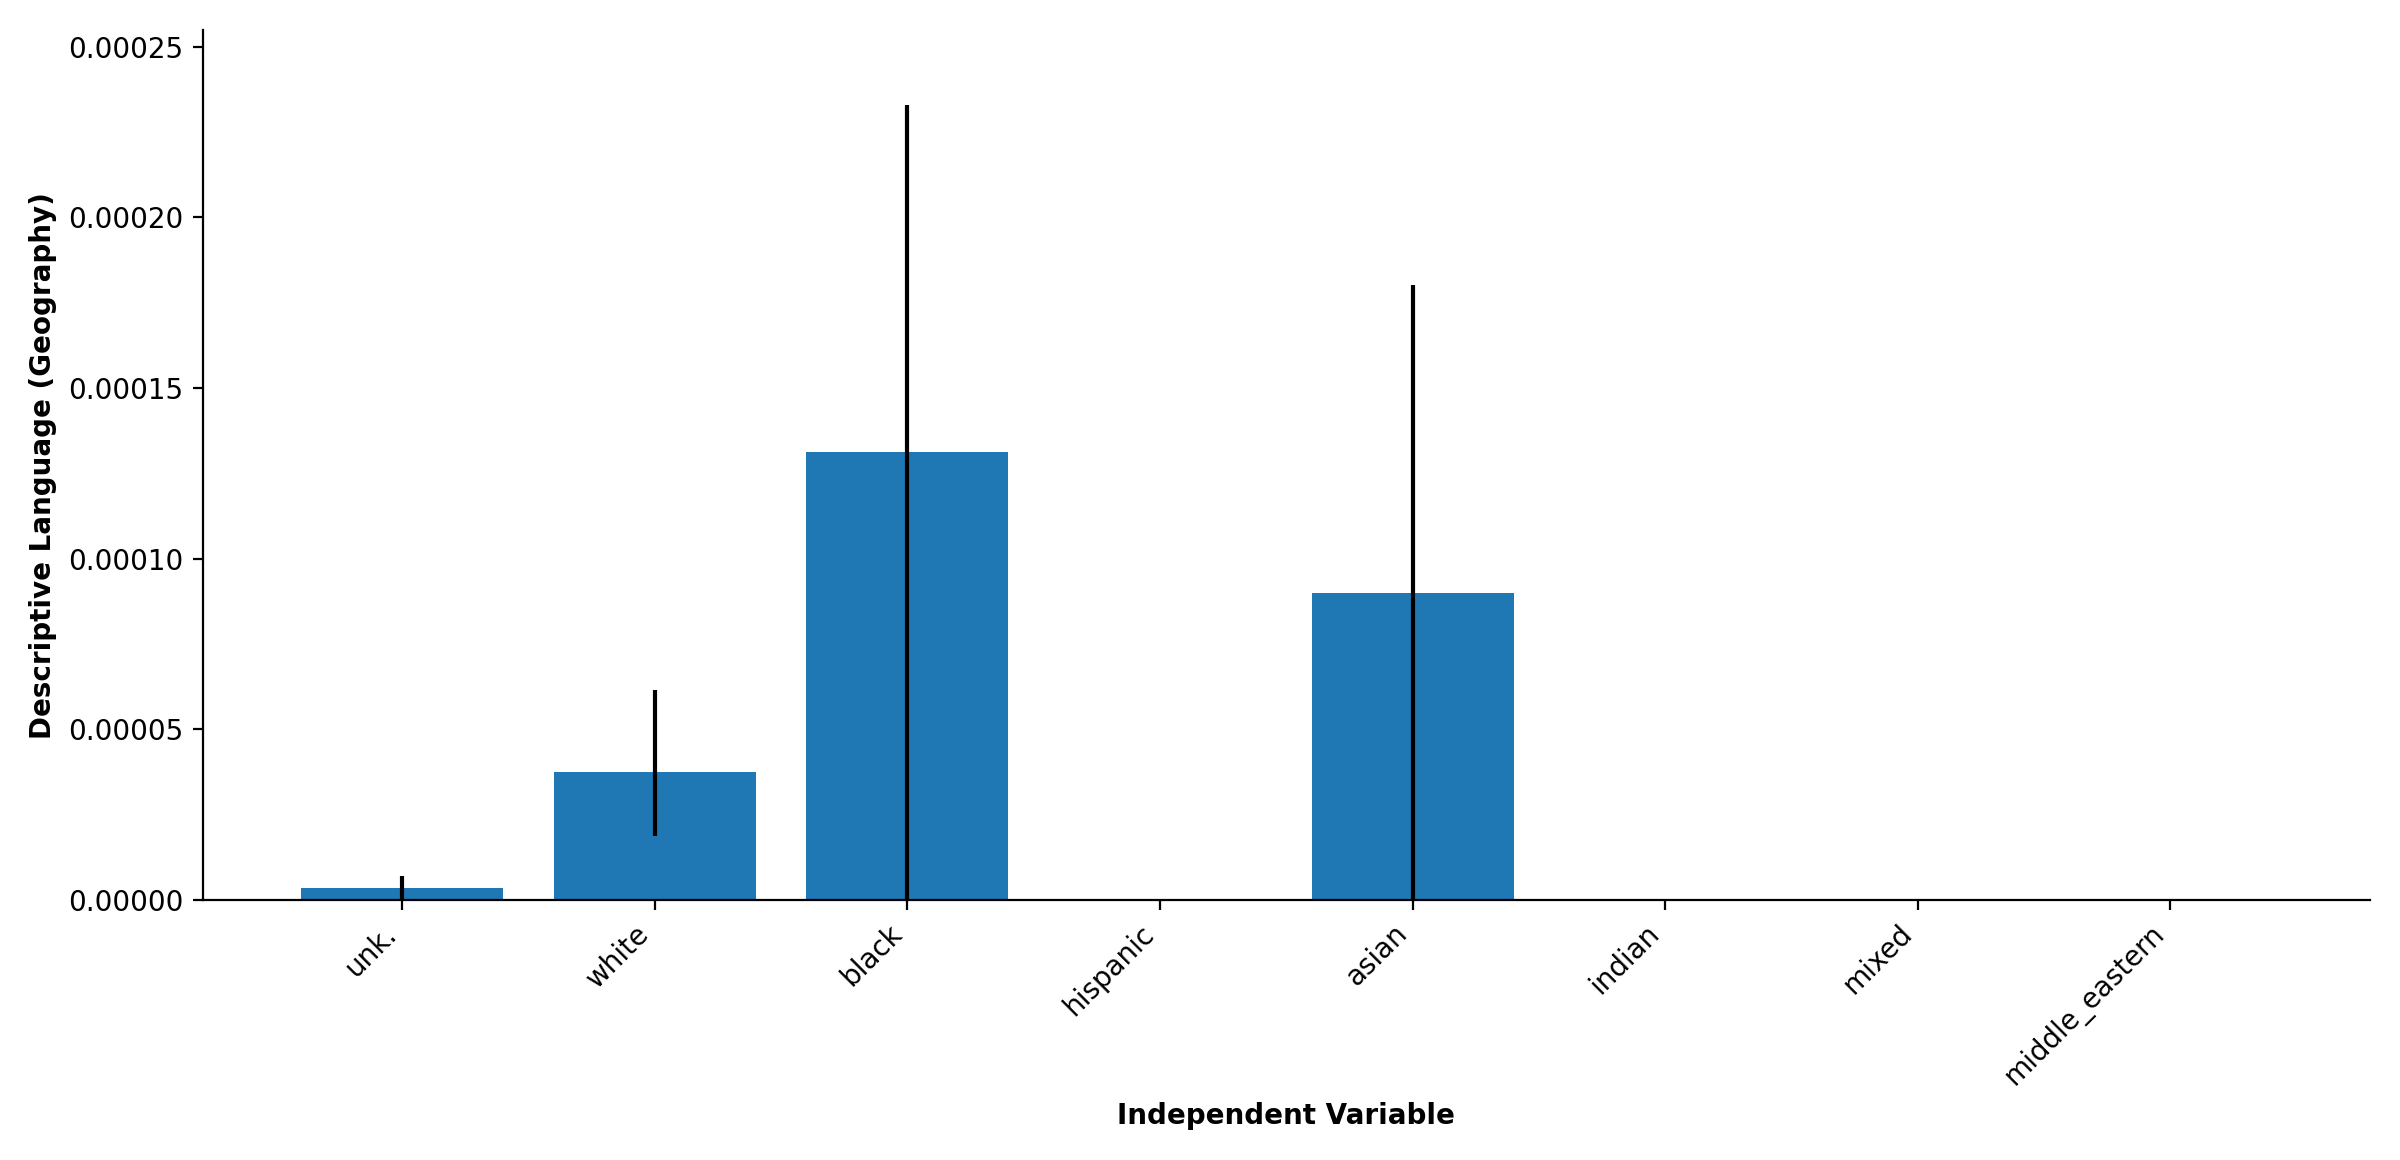 Descriptive Language (Geography)
0.00025
0.00020
0.00015
0.00010
0.00005
0.00000
unk.
white
black
hispanic
asian
indian
mixed
middle_eastern
Independent Variable